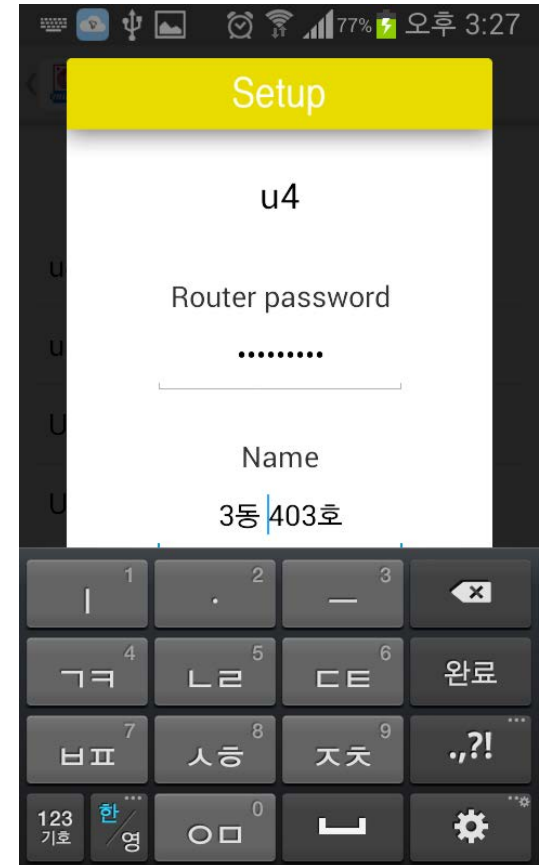 77% 오후 3:27
Setup
u4
u
Router password
•••••••••
u
U
Name
U
3동 403호
ㅣ 1 · 2 ㅡ 3
ㄱㅋ 4 ㄴㄹ 5 ㄷㅌ 6 완료
ㅂㅍ 7 ㅅㅎ 8 ㅈㅊ 9 .,?!
123 기호 한/영 ㅇㅁ 0